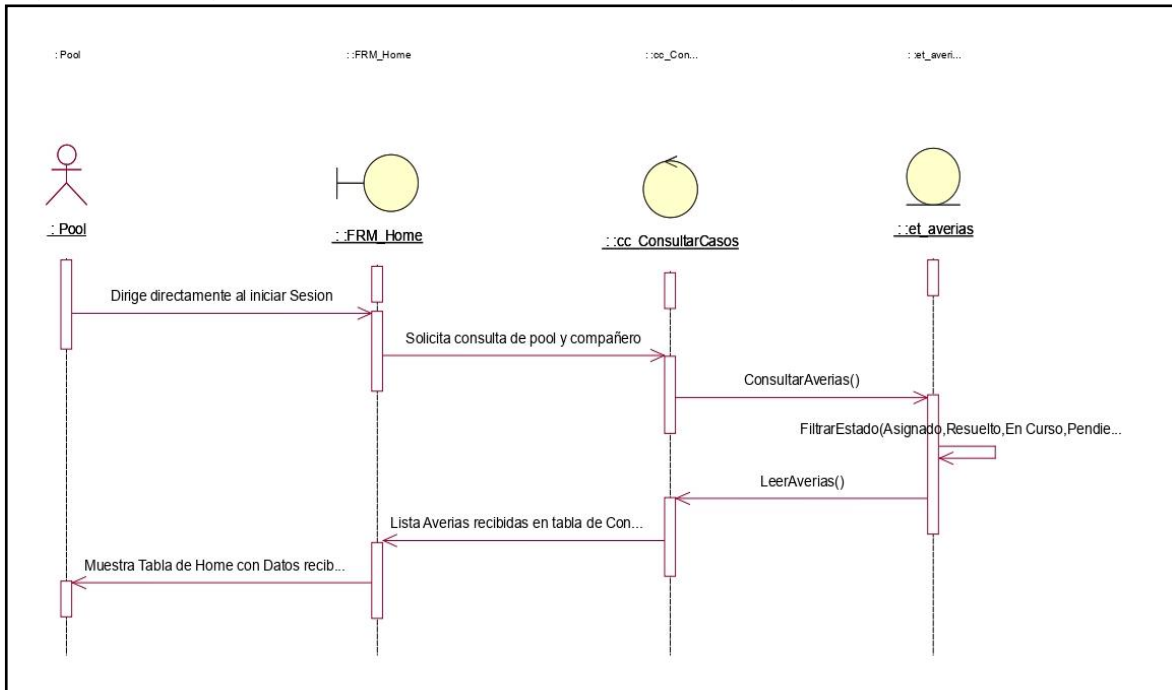 : Pool
: :FRM_Home
: :cc_Con...
: :et_averi...
: Pool
: :FRM_Home
: :cc_ConsultarCasos
: :et_averias
Dirige directamente al iniciar Sesion
Solicita consulta de pool y compañero
ConsultarAverias()
FiltrarEstado(Asignado,Resuelto,En Curso,Pendie...
LeerAverias()
Lista Averias recibidas en tabla de Con...
Muestra Tabla de Home con Datos recib...